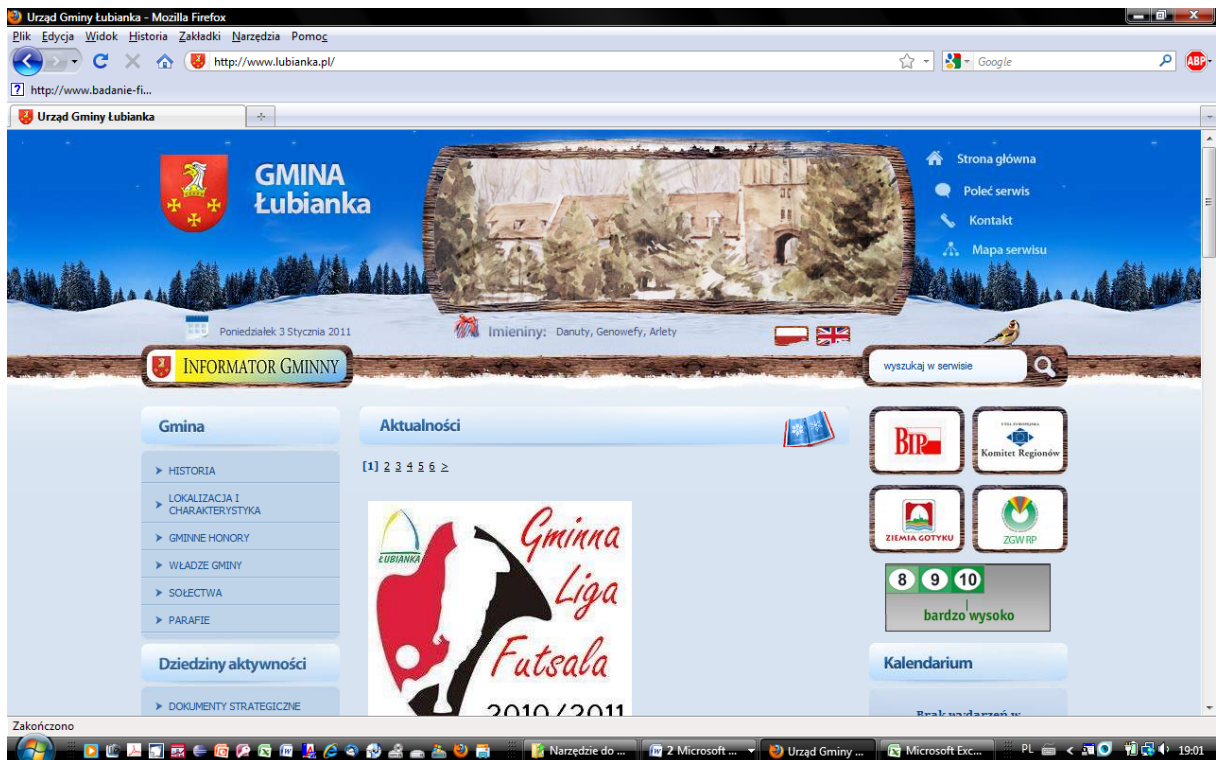 Urząd Gminy Łubianka - Mozilla Firefox
Plik Edycja Widok Historia Zakładki Narzędzia Pomoc
http://www.lubianka.pl/
Google
ABP
http://www.badanie-fi...
Urząd Gminy Łubianka
GMINA
Łubianka
Strona główna
Poleć serwis
Kontakt
Mapa serwisu
Poniedziałek 3 Stycznia 2011
Imieniny: Danuty, Genowefy, Arlety
INFORMATOR GMINNY
wyszukaj w serwisie
Gmina
HISTORIA
LOKALIZACJA I
CHARAKTERYSTYKA
GMINNE HONORY
WŁADZE GMINY
SOŁECTWA
PARAFIE
Dziedziny aktywności
DOKUMENTY STRATEGICZNE
Aktualności
[1] 2 3 4 5 6 >
ŁUBIANKA
Gminna
Liga
Futsala
2010/2011
BIP
UNIA EUROPEJSKA
Komitet Regionów
ZIEMIA GOTYKU
ZGW RP
8 9 10
bardzo wysoko
Kalendarium
Brak wydarzeń w
Zakończono
Narzędzie do ...
2 Microsoft ...
Urząd Gminy ...
Microsoft Exc...
PL
19:01